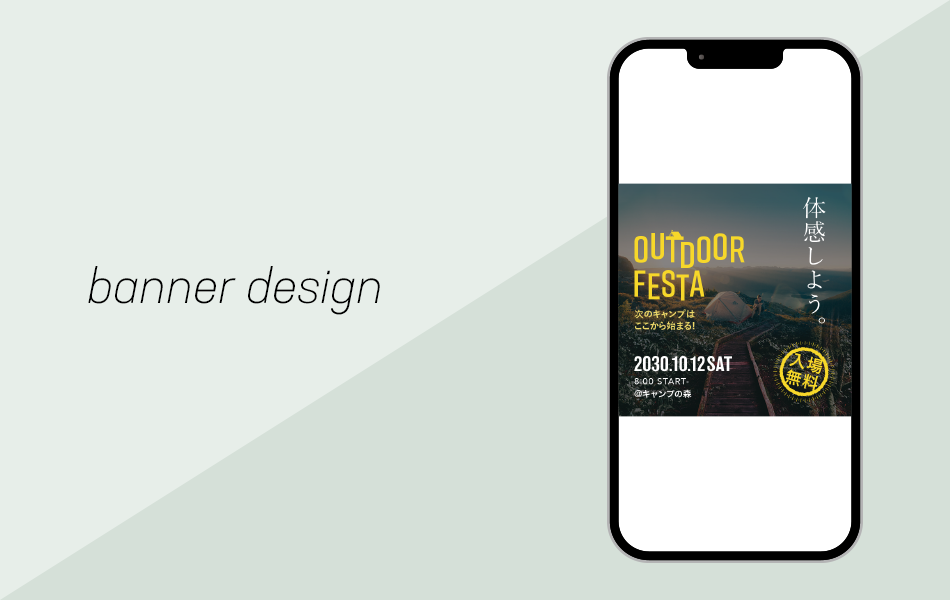 banner design
OUTDOOR
FESTA
次のキャンプは
ここから始まる!
2030.10.12 SAT
8:00 START-
@キャンプの森
体感しよう。
入場
無料